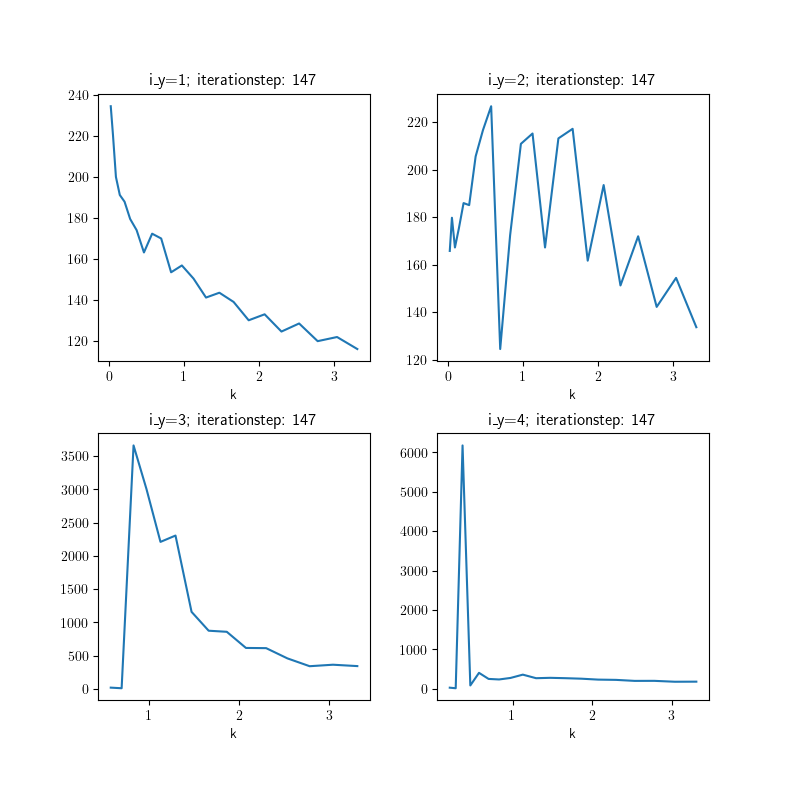 i_y=1; iterationstep: 147
i_y=2; iterationstep: 147
240
220
200
180
160
140
120
0 1 2 3
k
220
200
180
160
140
120
0 1 2 3
k
i_y=3; iterationstep: 147
i_y=4; iterationstep: 147
3500
3000
2500
2000
1500
1000
500
0
1 2 3
k
6000
5000
4000
3000
2000
1000
0
1 2 3
k